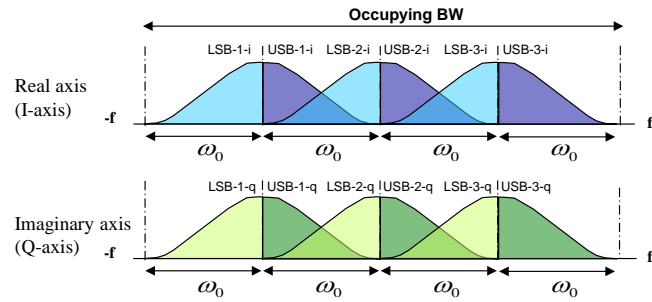 Occupying BW
LSB-1-i USB-1-i LSB-2-i USB-2-i LSB-3-i USB-3-i
Real axis
(I-axis)
-f f
ω₀ ω₀ ω₀ ω₀
LSB-1-q USB-1-q LSB-2-q USB-2-q LSB-3-q USB-3-q
Imaginary axis
(Q-axis)
-f f
ω₀ ω₀ ω₀ ω₀